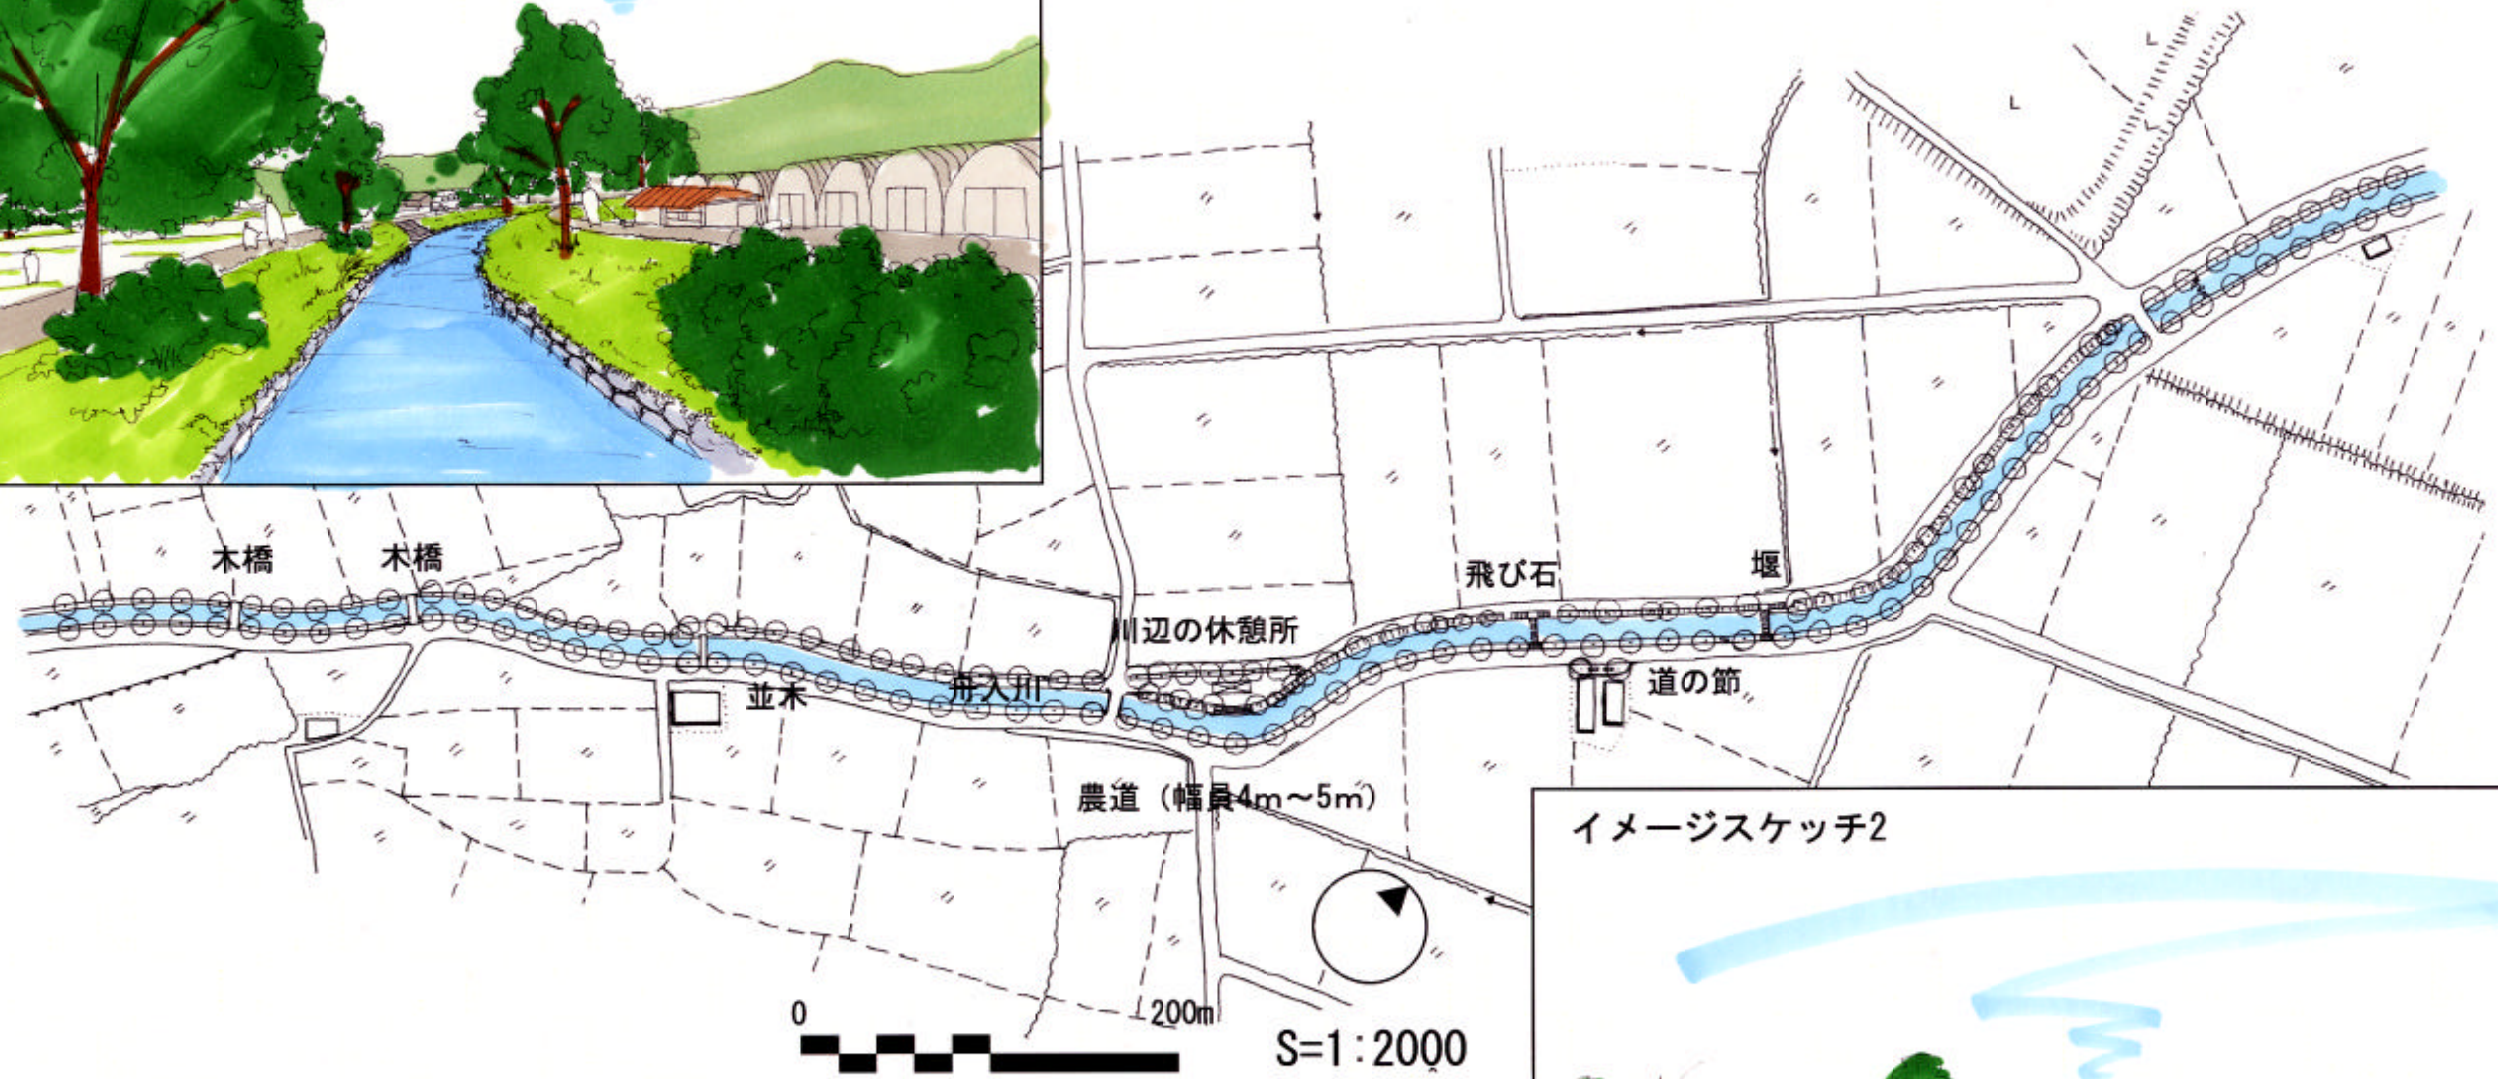 木橋
木橋
飛び石
堰
川辺の休憩所
並木
舟入川
道の節
農道（幅員4m～5m）
イメージスケッチ2
0
200m
S=1:2000